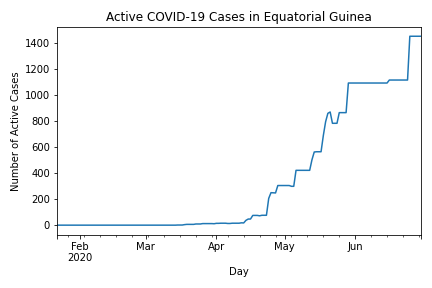 Active COVID-19 Cases in Equatorial Guinea
Number of Active Cases
1400
1200
1000
800
600
400
200
0
Feb
2020
Mar
Apr
May
Jun
Day